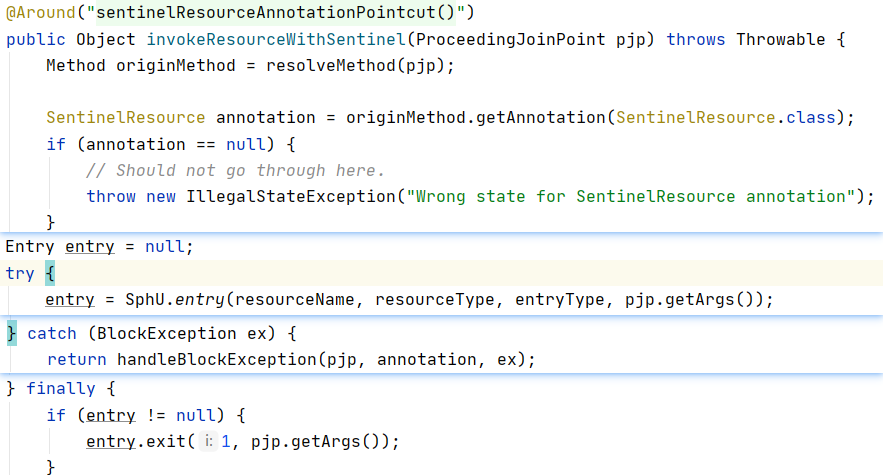 @Around("sentinelResourceAnnotationPointcut()")
public Object invokeResourceWithSentinel(ProceedingJoinPoint pjp) throws Throwable {
    Method originMethod = resolveMethod(pjp);

    SentinelResource annotation = originMethod.getAnnotation(SentinelResource.class);
    if (annotation == null) {
        // Should not go through here.
        throw new IllegalStateException("Wrong state for SentinelResource annotation");
    }
Entry entry = null;
try {
    entry = SphU.entry(resourceName, resourceType, entryType, pjp.getArgs());
} catch (BlockException ex) {
    return handleBlockException(pjp, annotation, ex);
} finally {
    if (entry != null) {
        entry.exit( i: 1, pjp.getArgs());
    }